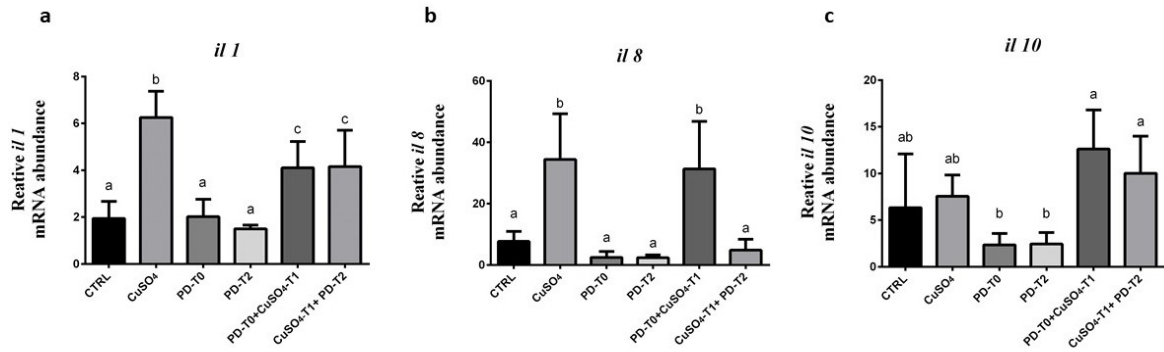 a
il 1
Reative il 1
mRNA abundance
8
6
4
2
0
a
b
a
a
c
c
CTRL
CuSO₄
PD-T0
PD-T2
PD-T0+CuSO₄-T1
CuSO₄-T1+ PD-T2
b
il 8
Reative il 8
mRNA abundance
60
40
20
0
a
b
a
a
b
a
CTRL
CuSO₄
PD-T0
PD-T2
PD-T0+CuSO₄-T1
CuSO₄-T1+ PD-T2
c
il 10
Reative il 10
mRNA abundance
20
15
10
5
0
ab
ab
b
b
a
a
CTRL
CuSO₄
PD-T0
PD-T2
PD-T0+CuSO₄-T1
CuSO₄-T1+ PD-T2